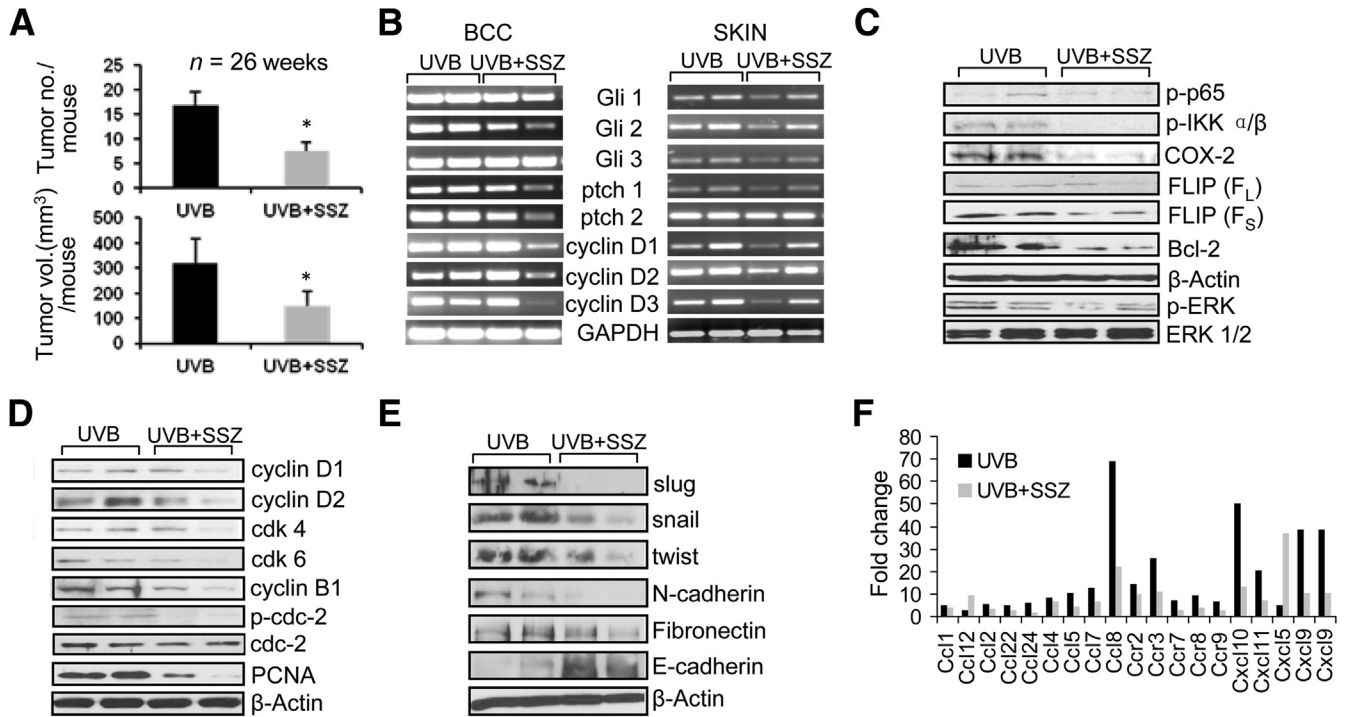 A
n = 26 weeks
Tumor no./
mouse
25
20
15
10
5
0
*
UVB
UVB+SSZ
Tumor vol.(mm³)
/mouse
500
400
300
200
100
0
*
UVB
UVB+SSZ
B
BCC
SKIN
UVB
UVB+SSZ
UVB
UVB+SSZ
Gli 1
Gli 2
Gli 3
ptch 1
ptch 2
cyclin D1
cyclin D2
cyclin D3
GAPDH
C
UVB
UVB+SSZ
p-p65
p-IKK α/β
COX-2
FLIP (FL)
FLIP (FS)
Bcl-2
β-Actin
p-ERK
ERK 1/2
D
UVB
UVB+SSZ
cyclin D1
cyclin D2
cdk 4
cdk 6
cyclin B1
p-cdc-2
cdc-2
PCNA
β-Actin
E
UVB
UVB+SSZ
slug
snail
twist
N-cadherin
Fibronectin
E-cadherin
β-Actin
F
Fold change
80
70
60
50
40
30
20
10
0
UVB
UVB+SSZ
Ccl1
Ccl12
Ccl2
Ccl22
Ccl24
Ccl4
Ccl5
Ccl7
Ccl8
Ccr2
Ccr3
Ccr7
Ccr8
Ccr9
Cxcl10
Cxcl11
Cxcl5
Cxcl9
Cxcl9